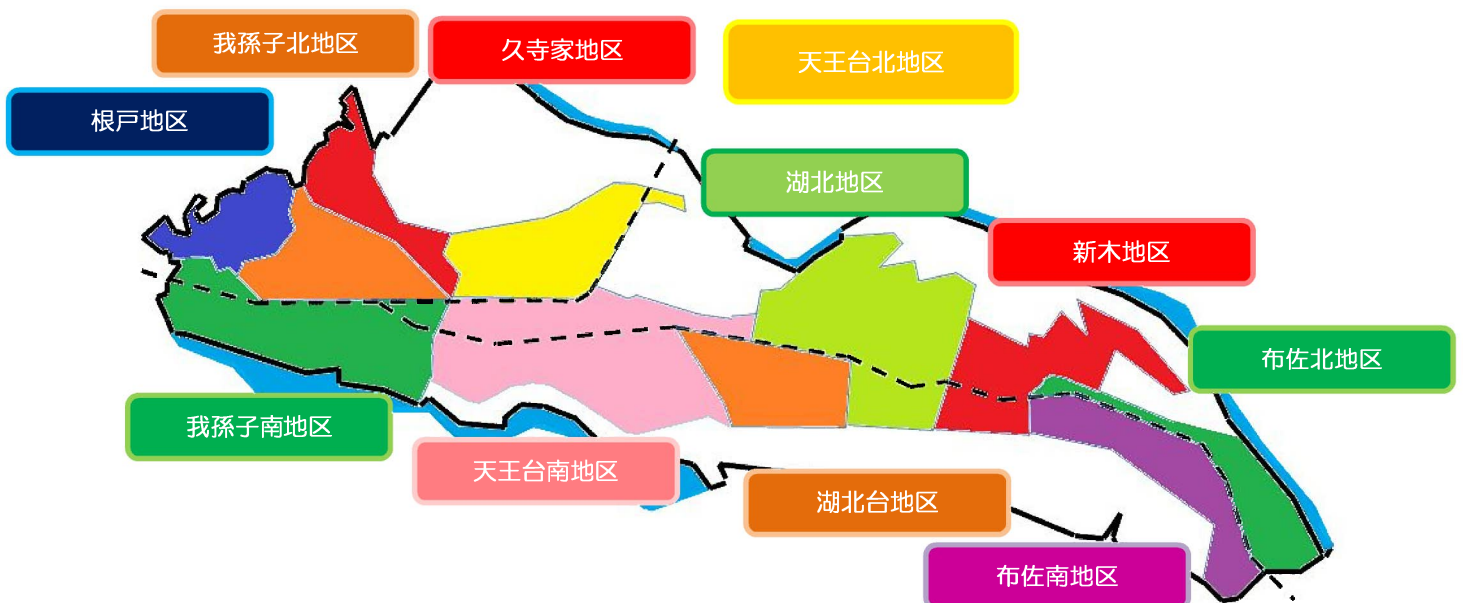 我孫子北地区
久寺家地区
天王台北地区
根戸地区
湖北地区
新木地区
布佐北地区
我孫子南地区
天王台南地区
湖北台地区
布佐南地区